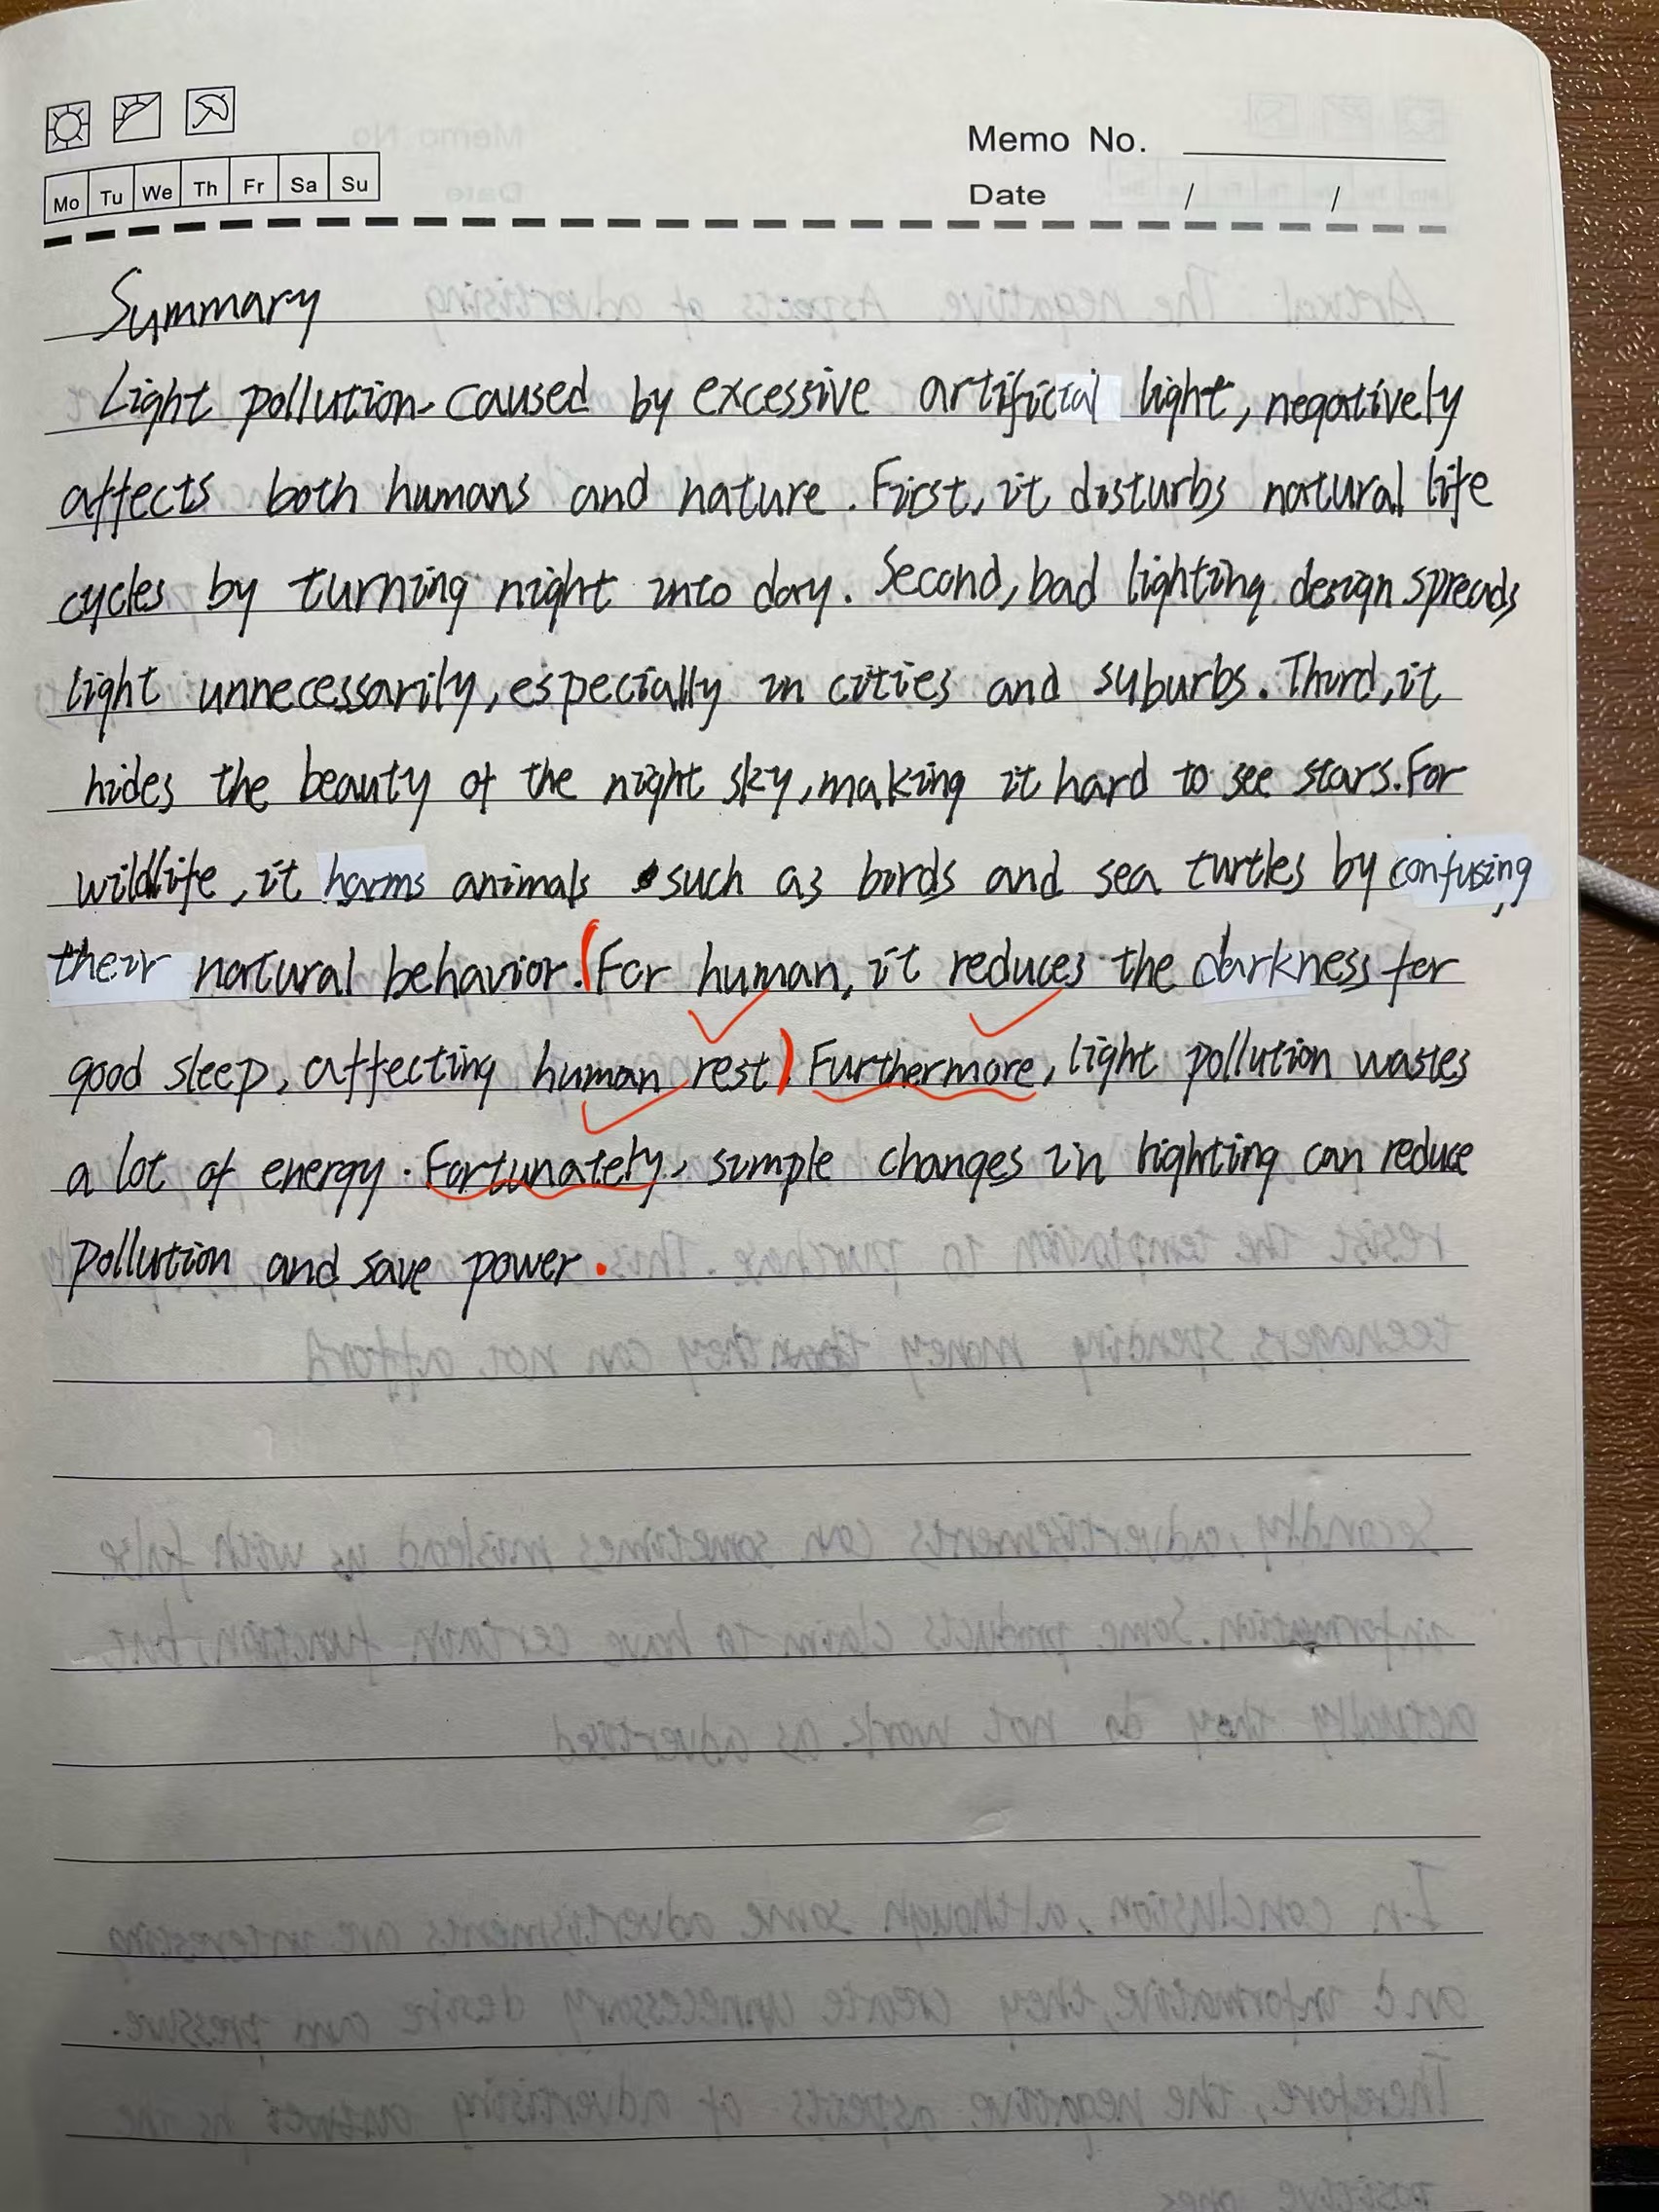 Memo No.
Mo Tu We Th Fr Sa Su
Date / /
Summary
Light pollution-caused by excessive artificial light, negatively
affects both humans and nature. First, it disturbs natural life
cycles by turning night into day. Second, bad lighting design spreads
light unnecessarily, especially in cities and suburbs. Third, it
hides the beauty of the night sky, making it hard to see stars. For
wildlife, it harms animals such as birds and sea turtles by confusing
their natural behavior. (For human, it reduces the darkness for
good sleep, affecting human rest) Furthermore, light pollution wastes
a lot of energy. Fortunately, simple changes in lighting can reduce
pollution and save power.